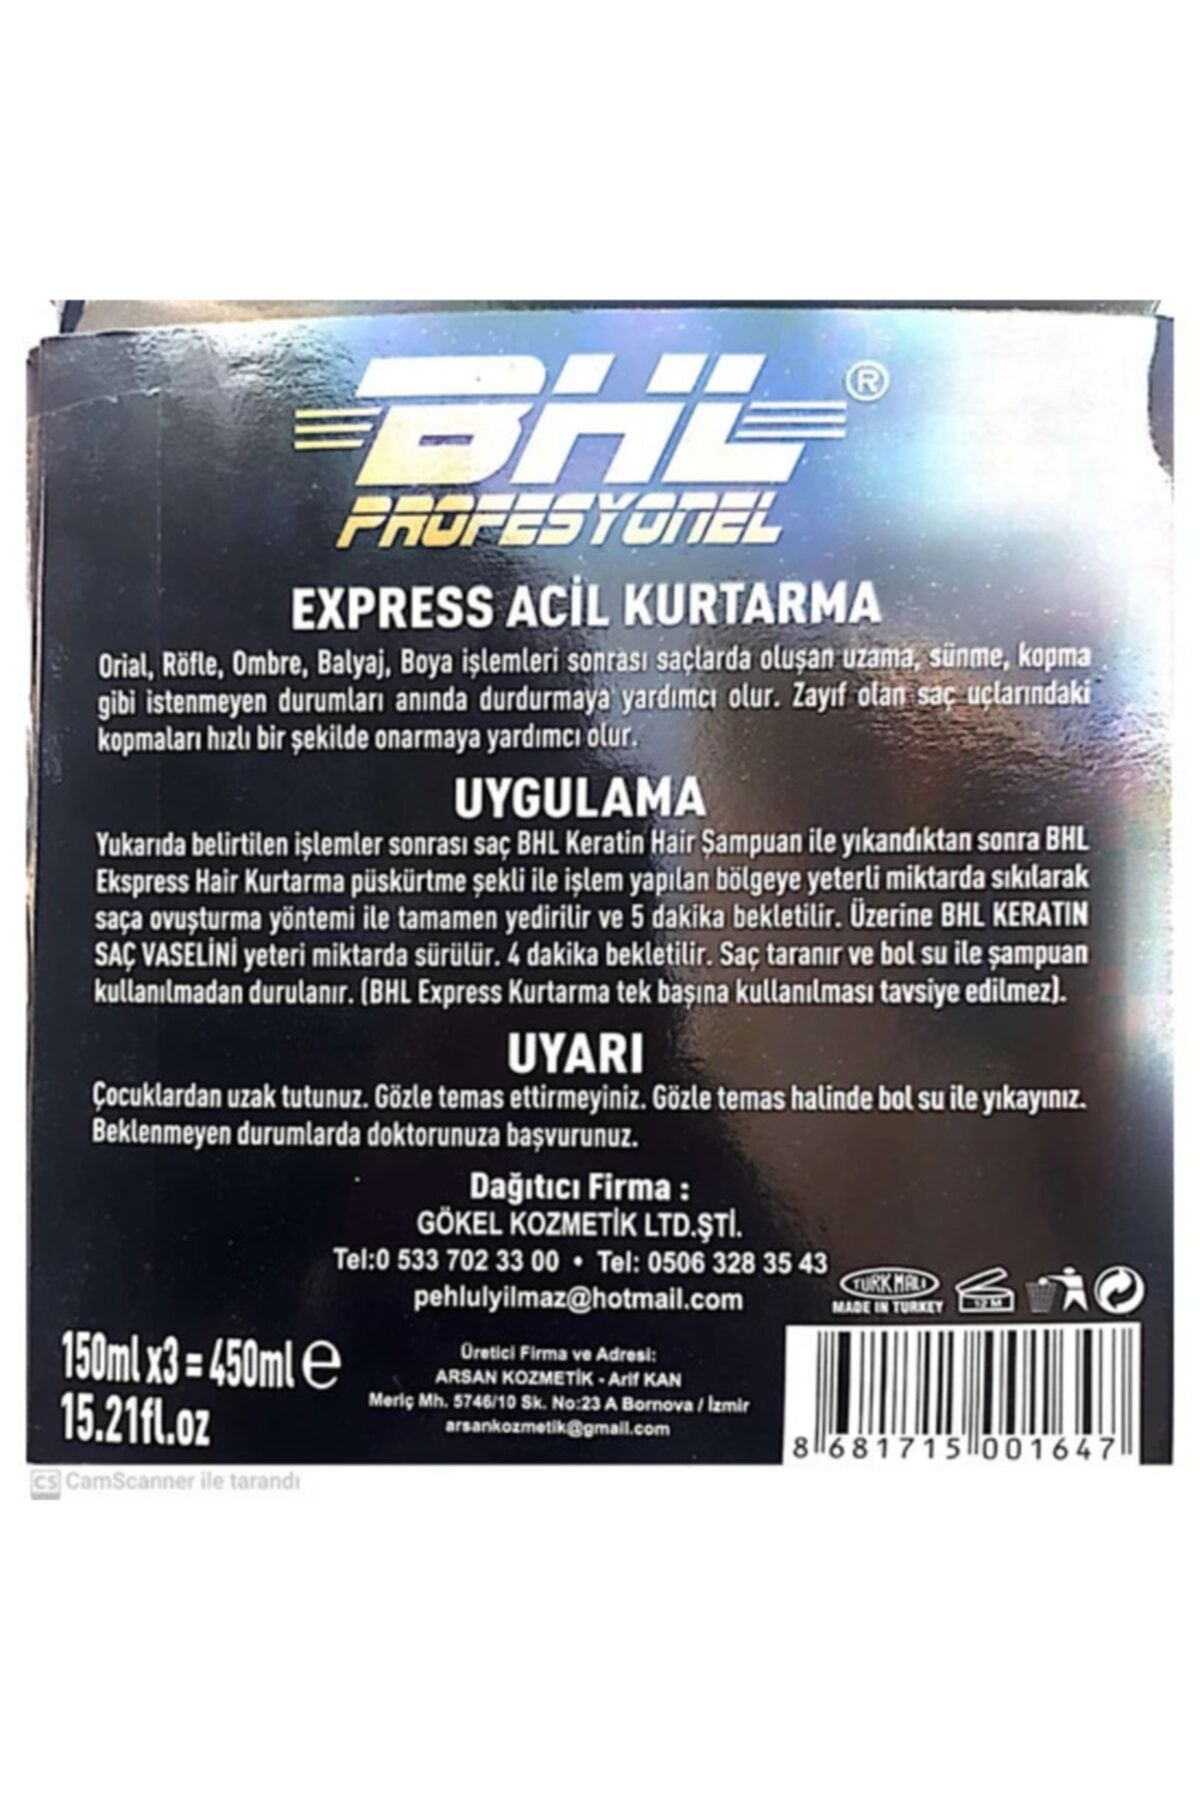 BHL ®
PROFESYONEL
EXPRESS ACİL KURTARMA
Orial, Röfle, Ombre, Balyaj, Boya işlemleri sonrası saçlarda oluşan uzama, sünme, kopma
gibi istenmeyen durumları anında durdurmaya yardımcı olur. Zayıf olan saç uçlarındaki
kopmaları hızlı bir şekilde onarmaya yardımcı olur.
UYGULAMA
Yukarıda belirtilen işlemler sonrası saç BHL Keratin Hair Şampuan ile yıkandıktan sonra BHL
Ekspress Hair Kurtarma püskürtme şekli ile işlem yapılan bölgeye yeterli miktarda sıkılarak
saça ovuşturma yöntemi ile tamamen yedirilir ve 5 dakika bekletilir. Üzerine BHL KERATIN
SAÇ VASELİNİ yeteri miktarda sürülür. 4 dakika bekletilir. Saç taranır ve bol su ile şampuan
kullanılmadan durulanır. (BHL Express Kurtarma tek başına kullanılması tavsiye edilmez).
UYARI
Çocuklardan uzak tutunuz. Gözle temas ettirmeyiniz. Gözle temas halinde bol su ile yıkayınız.
Beklenmeyen durumlarda doktorunuza başvurunuz.
Dağıtıcı Firma :
GÖKEL KOZMETİK LTD.ŞTİ.
Tel:0 533 702 33 00 • Tel: 0506 328 35 43
pehlulyilmaz@hotmail.com
TÜRK MALI
MADE IN TURKEY
12 M
150ml x3 = 450ml e
15.21fl.oz
Üretici Firma ve Adresi:
ARSAN KOZMETİK - Arif KAN
Meriç Mh. 5746/10 Sk. No:23 A Bornova / İzmir
arsankozmetik@gmail.com
8 681715 001647
CS CamScanner ile tarandı